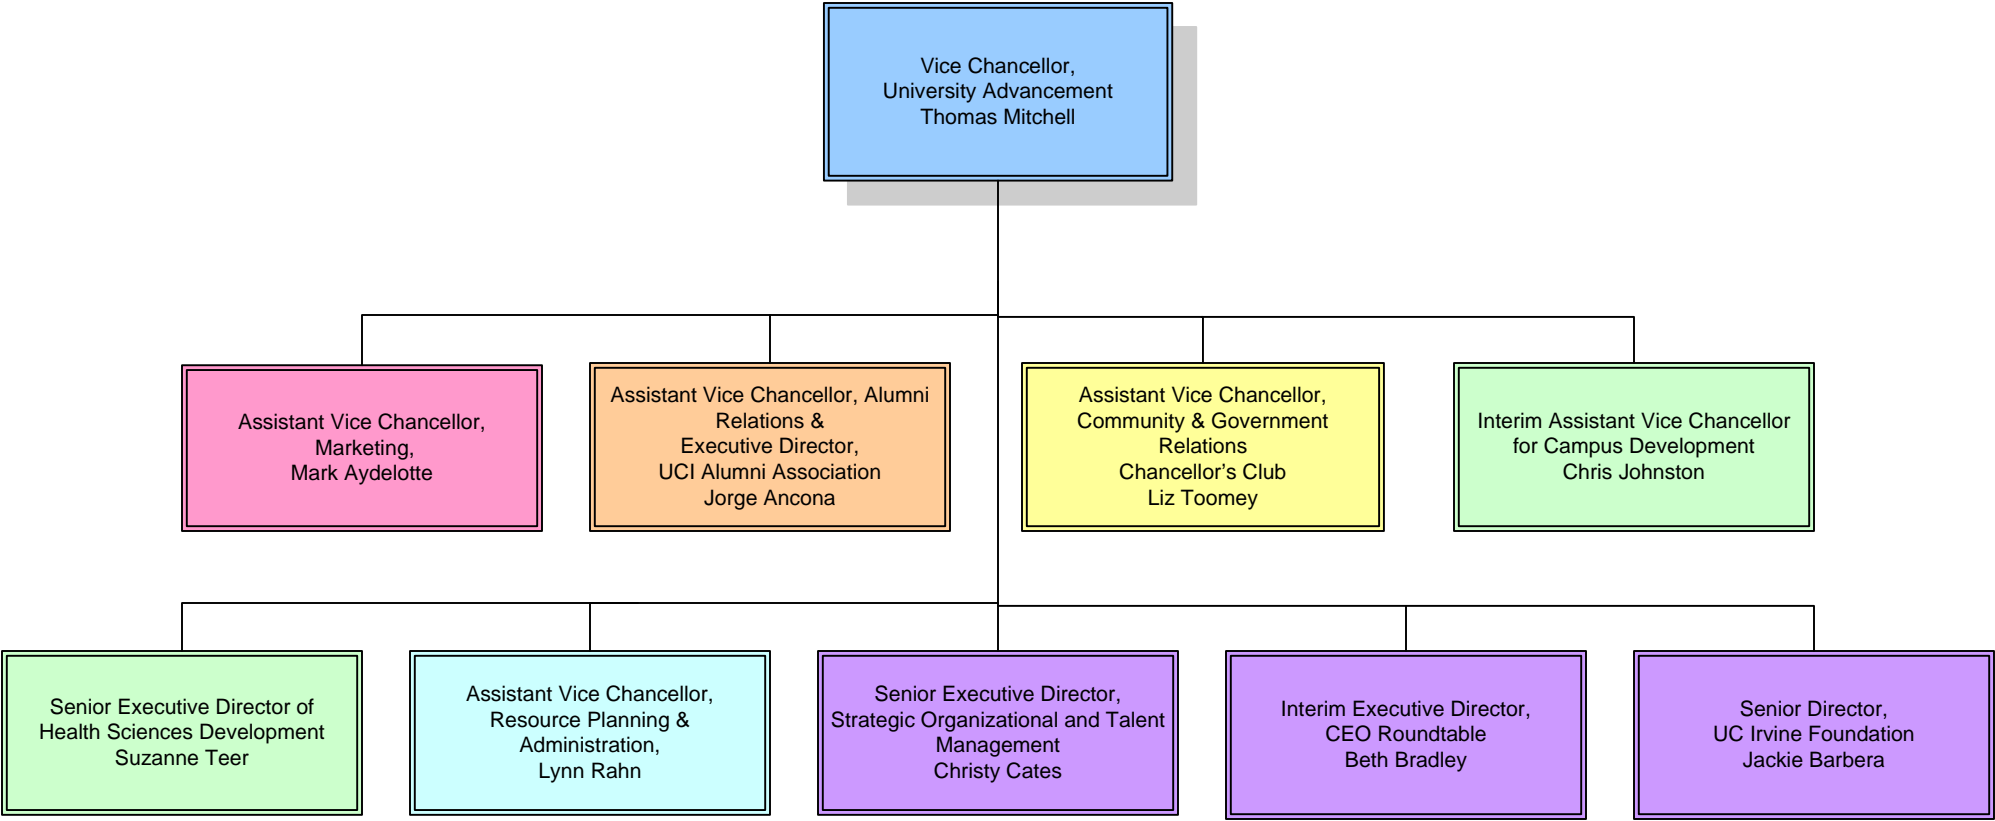 Vice Chancellor,
University Advancement
Thomas Mitchell
Assistant Vice Chancellor,
Marketing,
Mark Aydelotte
Assistant Vice Chancellor, Alumni
Relations &
Executive Director,
UCI Alumni Association
Jorge Ancona
Assistant Vice Chancellor,
Community & Government
Relations
Chancellor’s Club
Liz Toomey
Interim Assistant Vice Chancellor
for Campus Development
Chris Johnston
Senior Executive Director of
Health Sciences Development
Suzanne Teer
Assistant Vice Chancellor,
Resource Planning &
Administration,
Lynn Rahn
Senior Executive Director,
Strategic Organizational and Talent
Management
Christy Cates
Interim Executive Director,
CEO Roundtable
Beth Bradley
Senior Director,
UC Irvine Foundation
Jackie Barbera